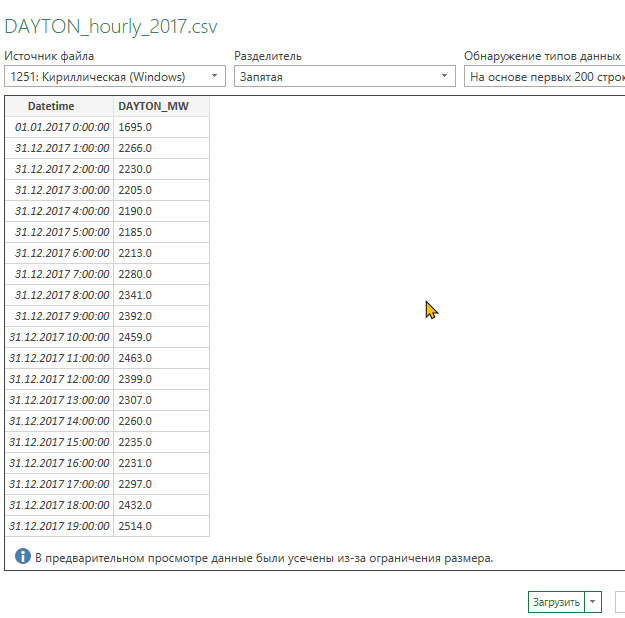 DAYTON_hourly_2017.csv
Источник файла Разделитель Обнаружение типов данных
1251: Кириллическая (Windows) Запятая На основе первых 200 строк
Datetime DAYTON_MW
01.01.2017 0:00:00 1695.0
31.12.2017 1:00:00 2266.0
31.12.2017 2:00:00 2230.0
31.12.2017 3:00:00 2205.0
31.12.2017 4:00:00 2190.0
31.12.2017 5:00:00 2185.0
31.12.2017 6:00:00 2213.0
31.12.2017 7:00:00 2280.0
31.12.2017 8:00:00 2341.0
31.12.2017 9:00:00 2392.0
31.12.2017 10:00:00 2459.0
31.12.2017 11:00:00 2463.0
31.12.2017 12:00:00 2399.0
31.12.2017 13:00:00 2307.0
31.12.2017 14:00:00 2260.0
31.12.2017 15:00:00 2235.0
31.12.2017 16:00:00 2231.0
31.12.2017 17:00:00 2297.0
31.12.2017 18:00:00 2432.0
31.12.2017 19:00:00 2514.0
В предварительном просмотре данные были усечены из-за ограничения размера.
Загрузить